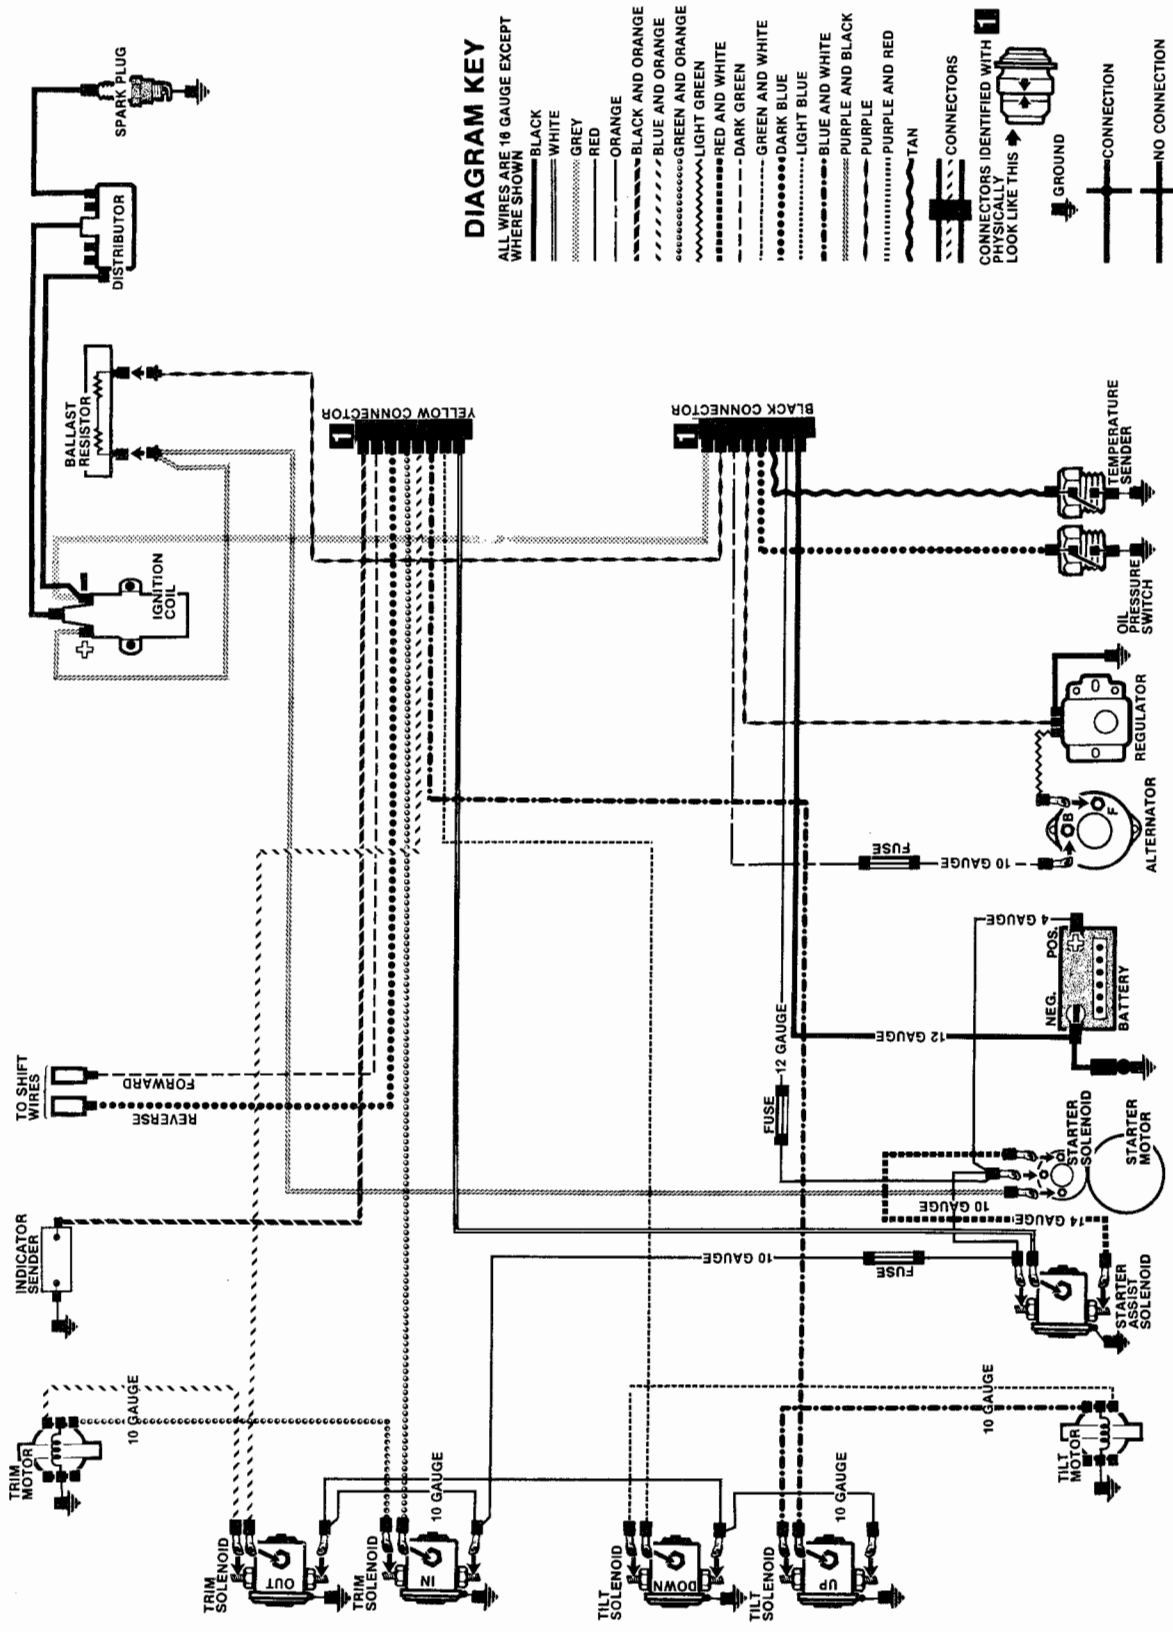 SPARK PLUG
DISTRIBUTOR
BALLAST
RESISTOR
IGNITION
COIL
+
−
DIAGRAM KEY
ALL WIRES ARE 16 GAUGE EXCEPT
WHERE SHOWN
BLACK
WHITE
GREY
RED
ORANGE
BLACK AND ORANGE
BLUE AND ORANGE
GREEN AND ORANGE
LIGHT GREEN
RED AND WHITE
DARK GREEN
GREEN AND WHITE
DARK BLUE
LIGHT BLUE
BLUE AND WHITE
PURPLE AND BLACK
PURPLE
PURPLE AND RED
TAN
CONNECTORS
CONNECTORS IDENTIFIED WITH 1
PHYSICALLY
LOOK LIKE THIS
GROUND
CONNECTION
NO CONNECTION
1
YELLOW CONNECTOR
1
BLACK CONNECTOR
TEMPERATURE
SENDER
OIL
PRESSURE
SWITCH
REGULATOR
ALTERNATOR
B
F
FUSE
10 GAUGE
4 GAUGE
POS.
NEG.
+
BATTERY
12 GAUGE
12 GAUGE
FUSE
STARTER
SOLENOID
STARTER
MOTOR
10 GAUGE
14 GAUGE
10 GAUGE
FUSE
STARTER
ASSIST
SOLENOID
TO SHIFT
WIRES
FORWARD
REVERSE
INDICATOR
SENDER
TRIM
MOTOR
10 GAUGE
TRIM
SOLENOID
OUT
TRIM
SOLENOID
IN
10 GAUGE
TILT
SOLENOID
DOWN
TILT
SOLENOID
UP
10 GAUGE
10 GAUGE
TILT
MOTOR